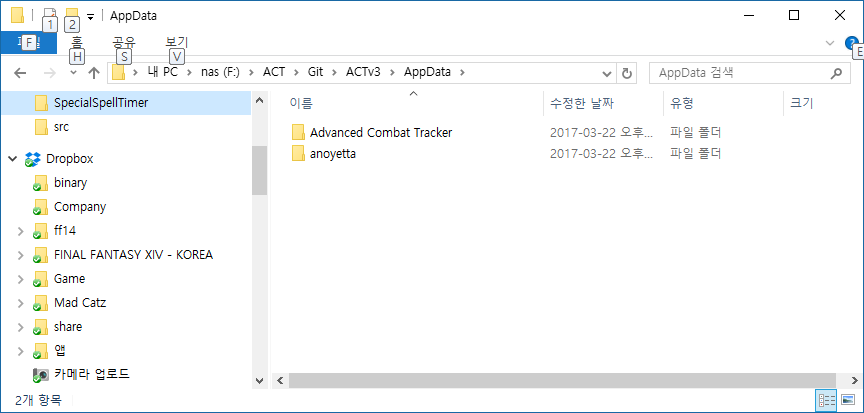 AppData
1 2
파일 홈 공유 보기
F H S V E
내 PC nas (F:) ACT Git ACTv3 AppData
AppData 검색
SpecialSpellTimer
src
Dropbox
binary
Company
ff14
FINAL FANTASY XIV - KOREA
Game
Mad Catz
share
앱
카메라 업로드
이름 수정한 날짜 유형 크기
Advanced Combat Tracker 2017-03-22 오후... 파일 폴더
anoyetta 2017-03-22 오후... 파일 폴더
2개 항목